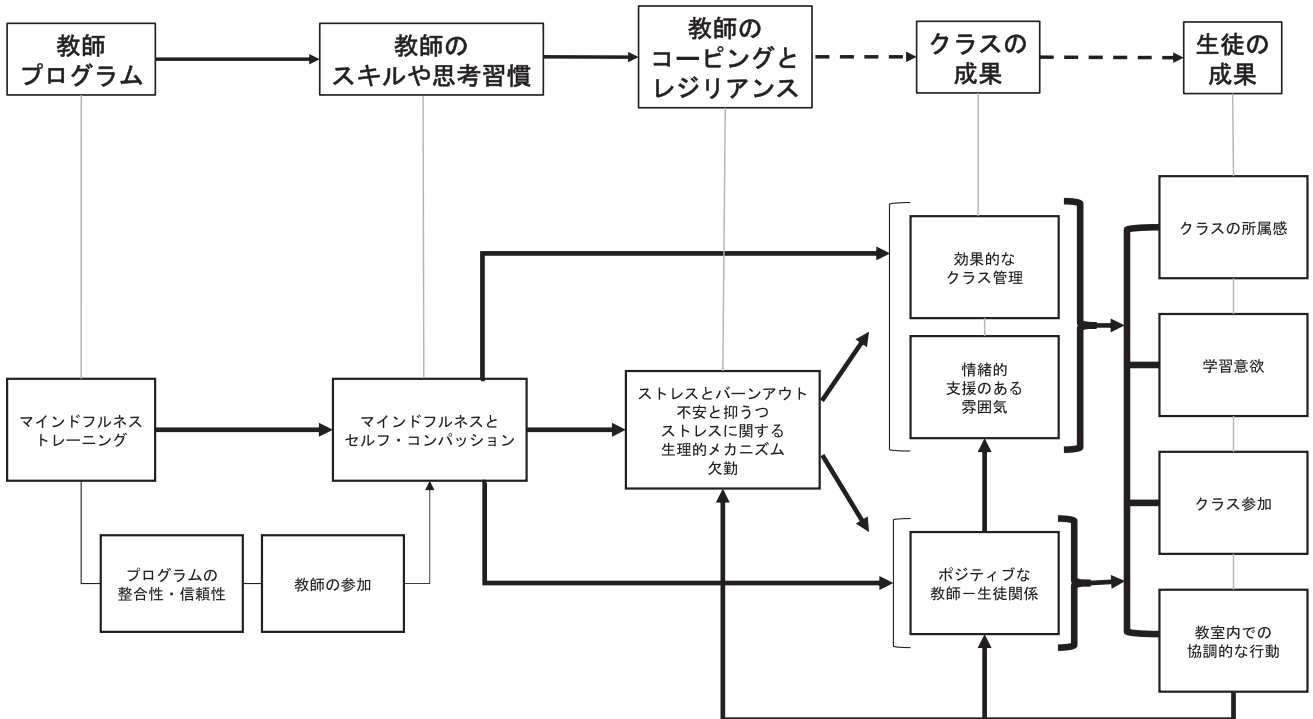 教師
プログラム
教師の
スキルや思考習慣
教師の
コーピングと
レジリアンス
クラスの
成果
生徒の
成果
マインドフルネス
トレーニング
マインドフルネスと
セルフ・コンパッション
ストレスとバーンアウト
不安と抑うつ
ストレスに関する
生理的メカニズム
欠勤
効果的な
クラス管理
情緒的
支援のある
雰囲気
ポジティブな
教師－生徒関係
クラスの所属感
学習意欲
クラス参加
教室内での
協調的な行動
プログラムの
整合性・信頼性
教師の参加